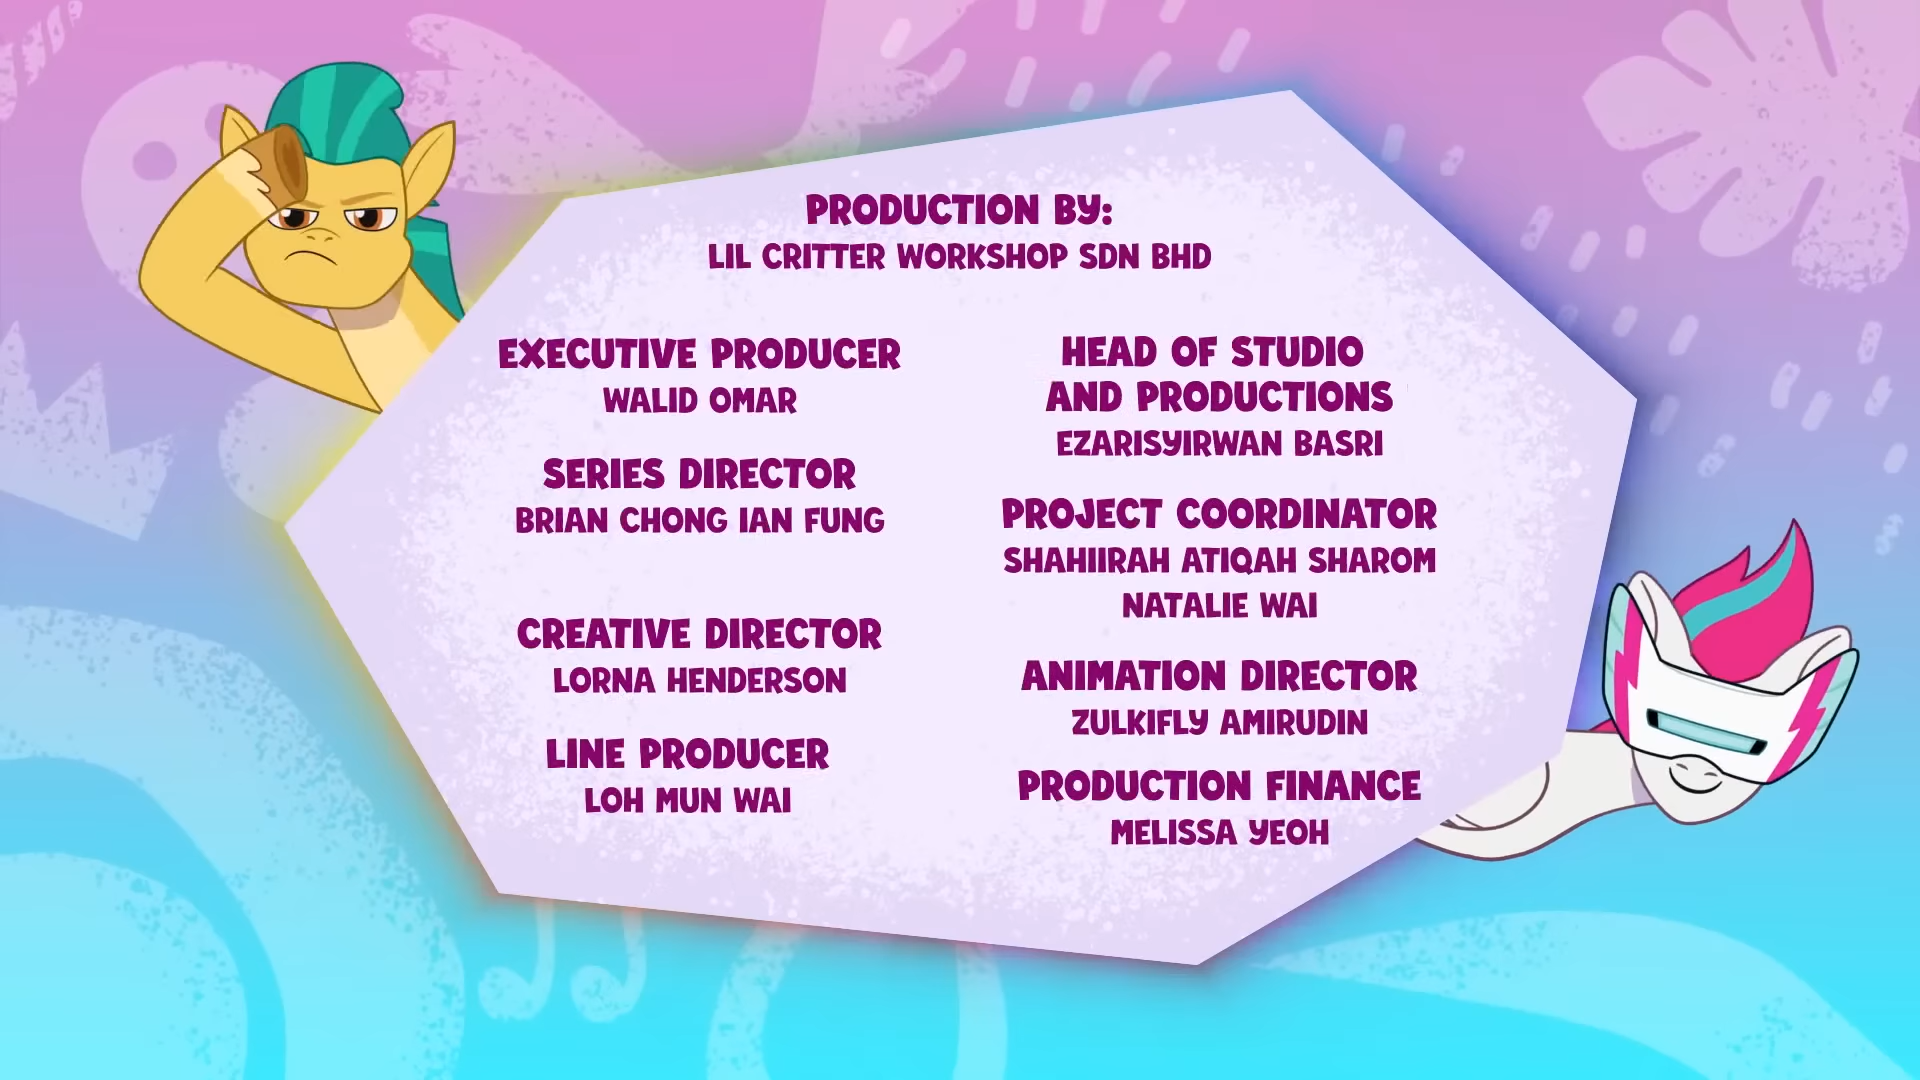 PRODUCTION BY:
LIL CRITTER WORKSHOP SDN BHD
EXECUTIVE PRODUCER
WALID OMAR
SERIES DIRECTOR
BRIAN CHONG IAN FUNG
CREATIVE DIRECTOR
LORNA HENDERSON
LINE PRODUCER
LOH MUN WAI
HEAD OF STUDIO
AND PRODUCTIONS
EZARISYIRWAN BASRI
PROJECT COORDINATOR
SHAHIIRAH ATIQAH SHAROM
NATALIE WAI
ANIMATION DIRECTOR
ZULKIFLY AMIRUDIN
PRODUCTION FINANCE
MELISSA YEOH